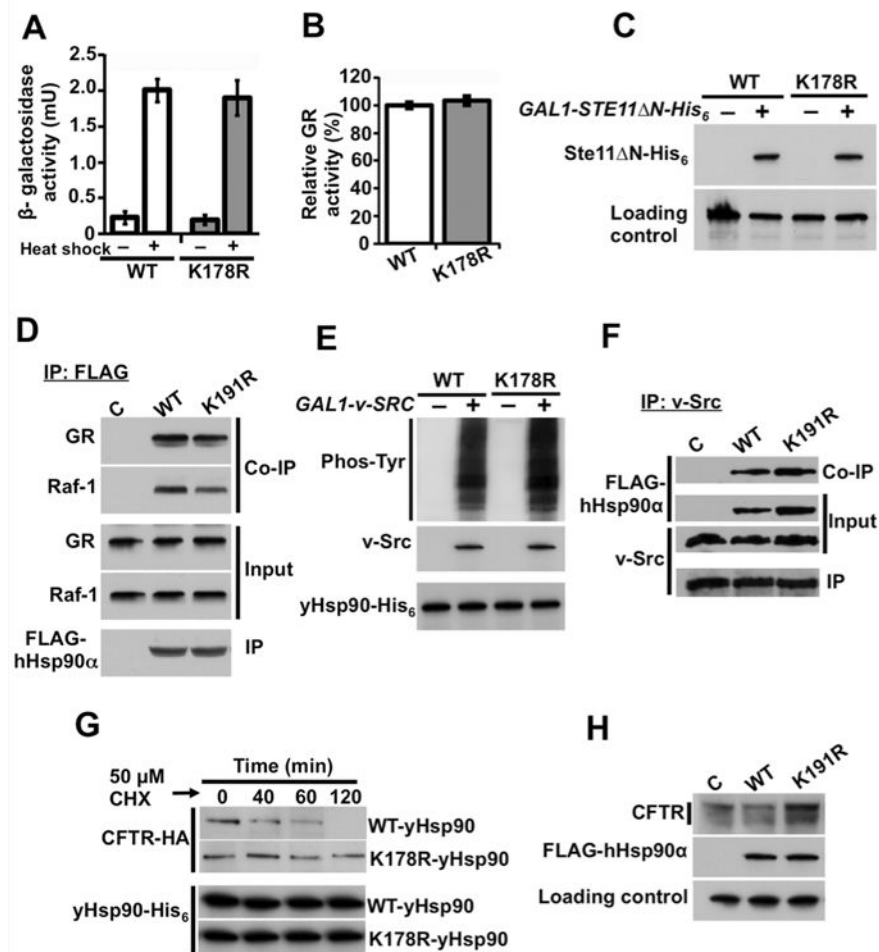 A
β- galactosidase
activity (mU)
2.5
2.0
1.5
1.0
0.5
0
Heat shock – + – +
WT K178R
B
Relative GR
activity (%)
120
100
80
60
40
20
0
WT K178R
C
WT K178R
GAL1-STE11ΔN-His6 – + – +
Ste11ΔN-His6
Loading
control
D
IP: FLAG
C WT K191R
GR
Raf-1
Co-IP
GR
Raf-1
Input
FLAG-
hHsp90α
IP
E
WT K178R
GAL1-v-SRC – + – +
Phos-Tyr
v-Src
yHsp90-His6
F
IP: v-Src
C WT K191R
FLAG-
hHsp90α
Co-IP
Input
v-Src
IP
G
Time (min)
50 µM
CHX
0 40 60 120
CFTR-HA
WT-yHsp90
K178R-yHsp90
yHsp90-His6
WT-yHsp90
K178R-yHsp90
H
C WT K191R
CFTR
FLAG-hHsp90α
Loading control